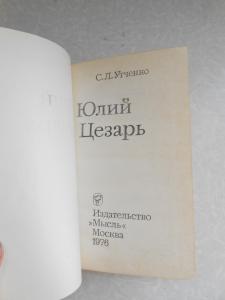 С.Л.Утченко
Юлий
Цезарь
Издательство
»Мысль«
Москва
1976